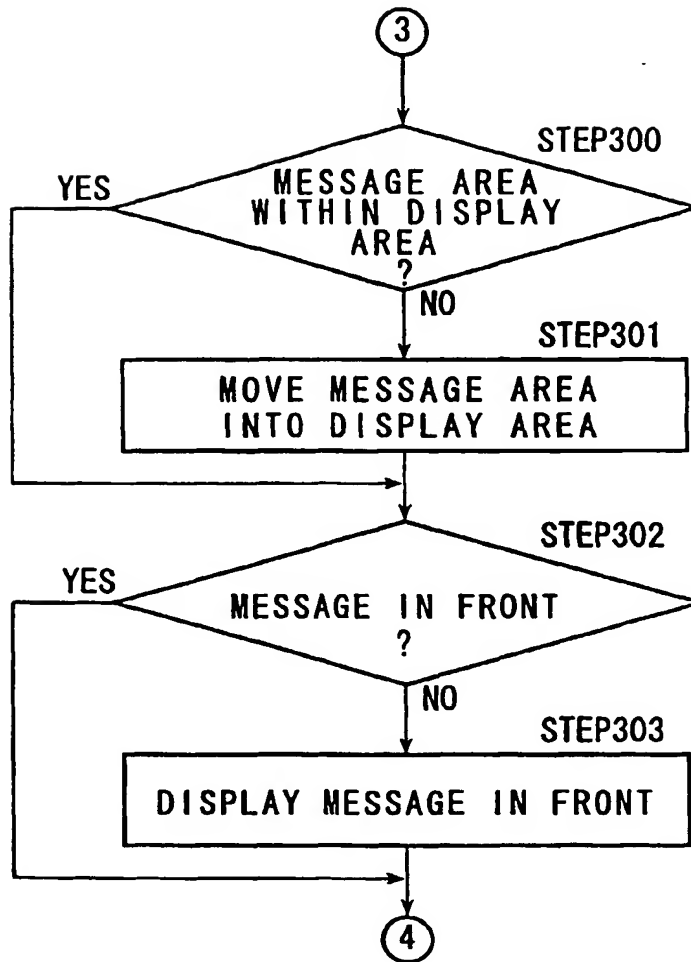 3
STEP300
YES
MESSAGE AREA
WITHIN DISPLAY
AREA
?
NO
STEP301
MOVE MESSAGE AREA
INTO DISPLAY AREA
STEP302
YES
MESSAGE IN FRONT
?
NO
STEP303
DISPLAY MESSAGE IN FRONT
4